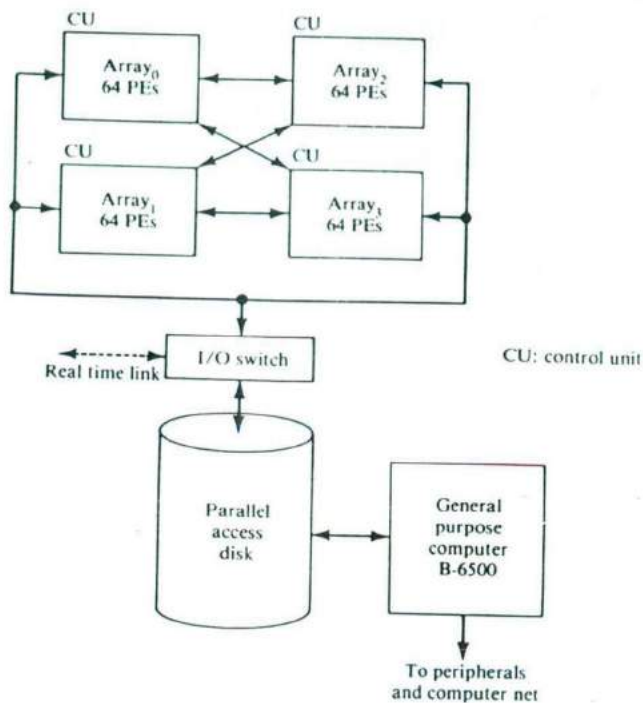 CU
CU
Array₀
64 PEs
Array₂
64 PEs
CU
CU
Array₁
64 PEs
Array₃
64 PEs
Real time link
I/O switch
CU: control unit
Parallel
access
disk
General
purpose
computer
B-6500
To peripherals
and computer net